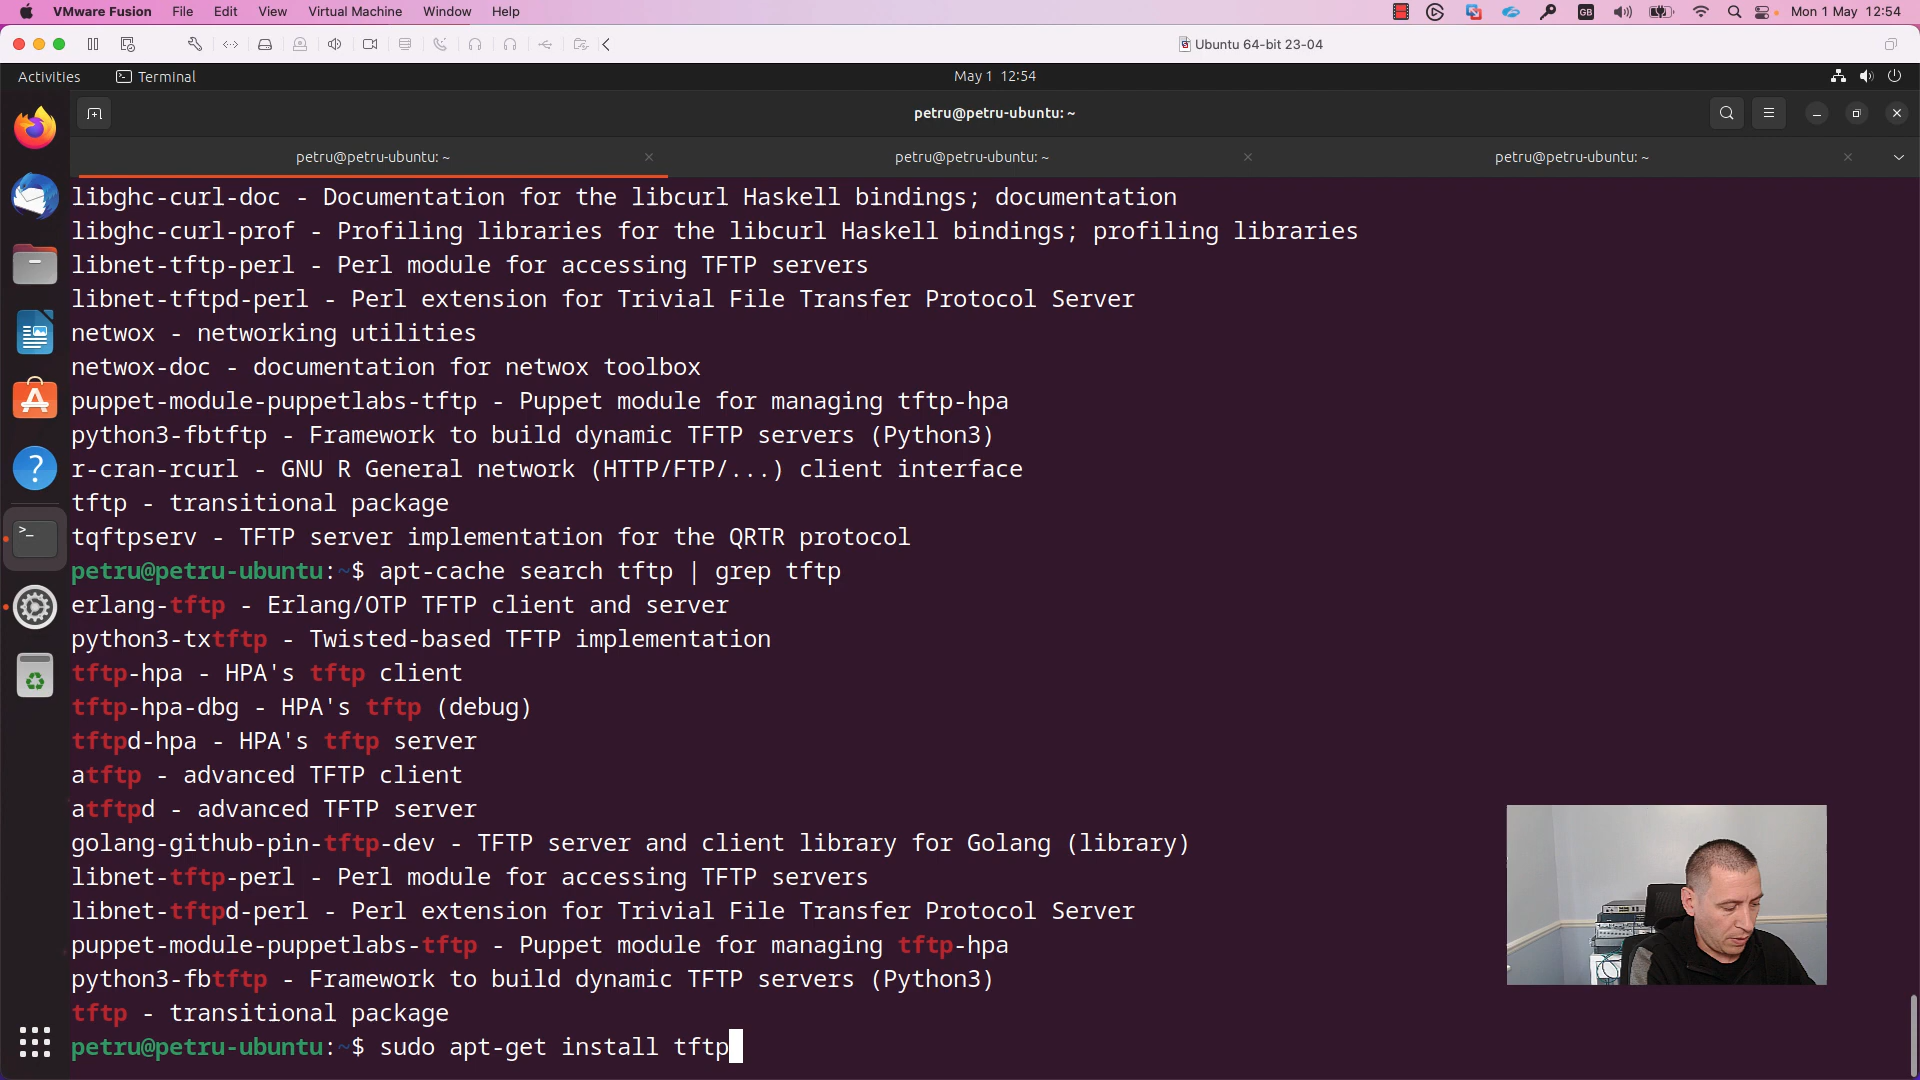 VMware Fusion File Edit View Virtual Machine Window Help GB Mon 1 May 12:54
Ubuntu 64-bit 23-04
Activities Terminal May 1 12:54
petru@petru-ubuntu: ~
petru@petru-ubuntu: ~ petru@petru-ubuntu: ~ petru@petru-ubuntu: ~
libghc-curl-doc - Documentation for the libcurl Haskell bindings; documentation
libghc-curl-prof - Profiling libraries for the libcurl Haskell bindings; profiling libraries
libnet-tftp-perl - Perl module for accessing TFTP servers
libnet-tftpd-perl - Perl extension for Trivial File Transfer Protocol Server
netwox - networking utilities
netwox-doc - documentation for netwox toolbox
puppet-module-puppetlabs-tftp - Puppet module for managing tftp-hpa
python3-fbtftp - Framework to build dynamic TFTP servers (Python3)
r-cran-rcurl - GNU R General network (HTTP/FTP/...) client interface
tftp - transitional package
tqftpserv - TFTP server implementation for the QRTR protocol
petru@petru-ubuntu:~$ apt-cache search tftp | grep tftp
erlang-tftp - Erlang/OTP TFTP client and server
python3-txtftp - Twisted-based TFTP implementation
tftp-hpa - HPA's tftp client
tftp-hpa-dbg - HPA's tftp (debug)
tftpd-hpa - HPA's tftp server
atftp - advanced TFTP client
atftpd - advanced TFTP server
golang-github-pin-tftp-dev - TFTP server and client library for Golang (library)
libnet-tftp-perl - Perl module for accessing TFTP servers
libnet-tftpd-perl - Perl extension for Trivial File Transfer Protocol Server
puppet-module-puppetlabs-tftp - Puppet module for managing tftp-hpa
python3-fbtftp - Framework to build dynamic TFTP servers (Python3)
tftp - transitional package
petru@petru-ubuntu:~$ sudo apt-get install tftp